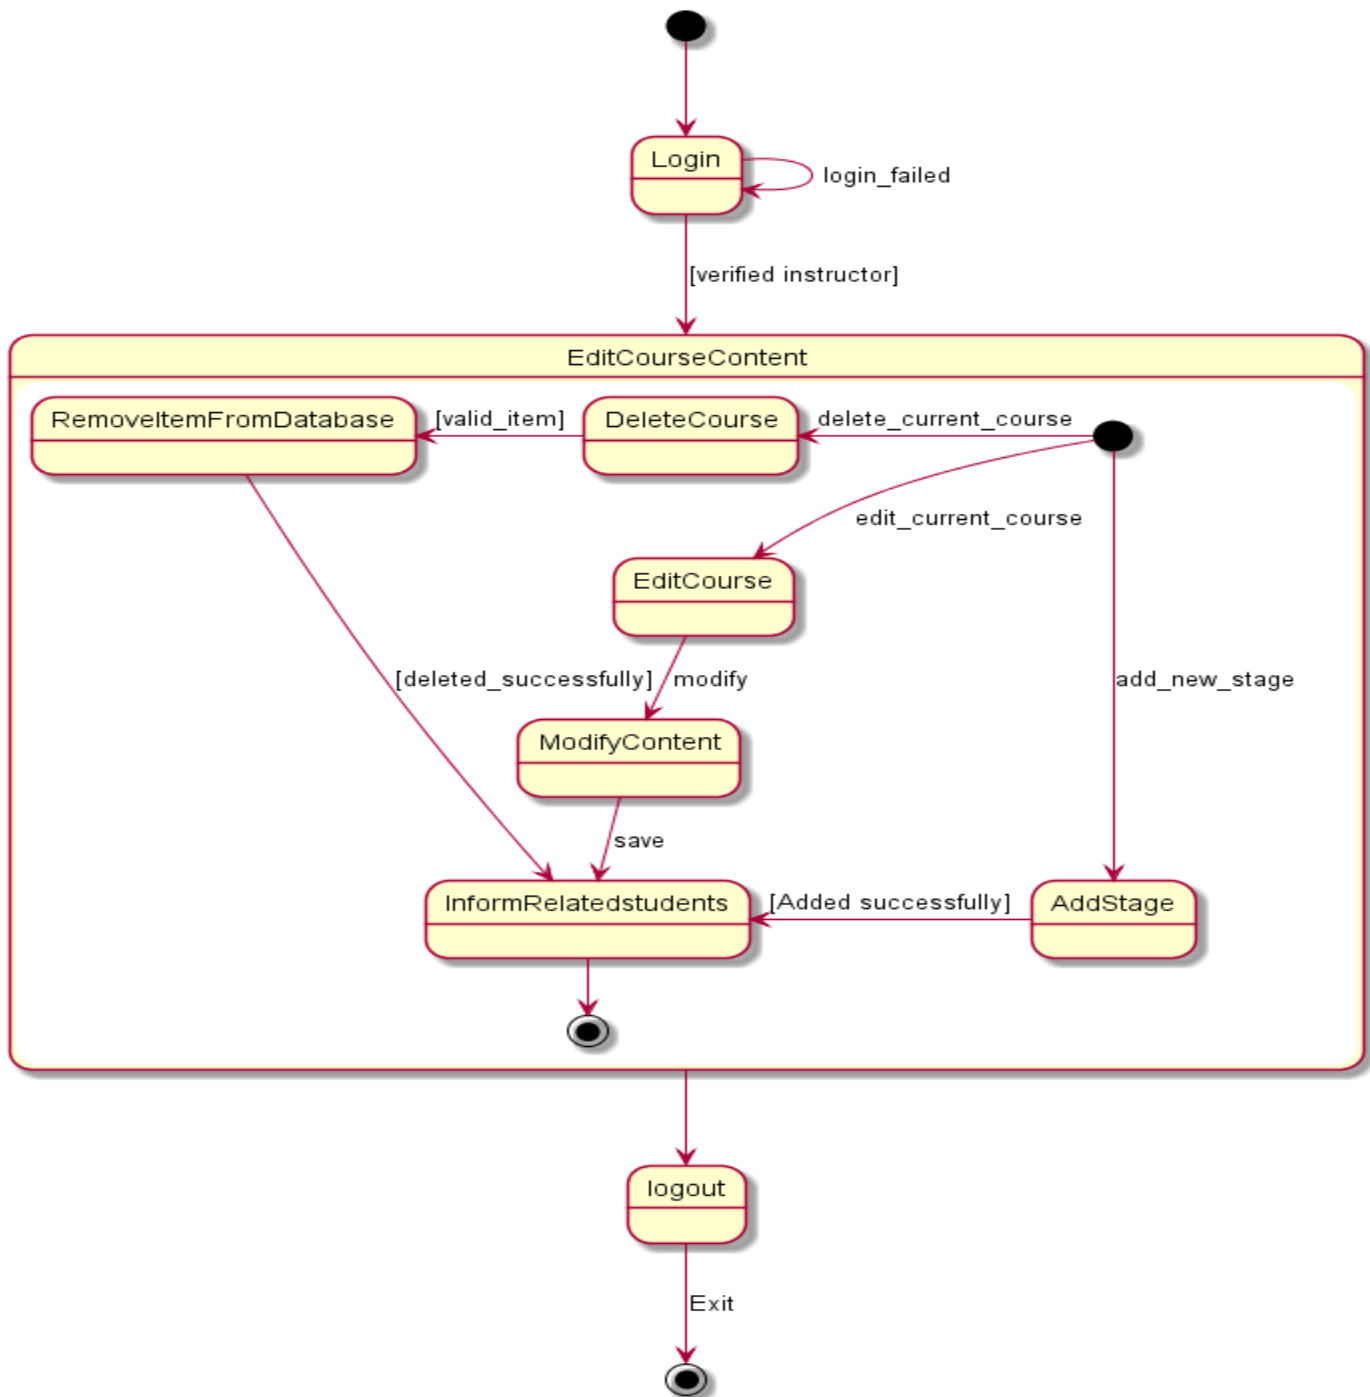 Login
login_failed
[verified instructor]
EditCourseContent
RemoveItemFromDatabase
[valid_item]
DeleteCourse
delete_current_course
edit_current_course
EditCourse
[deleted_successfully]
modify
add_new_stage
ModifyContent
save
InformRelatedstudents
[Added successfully]
AddStage
logout
Exit